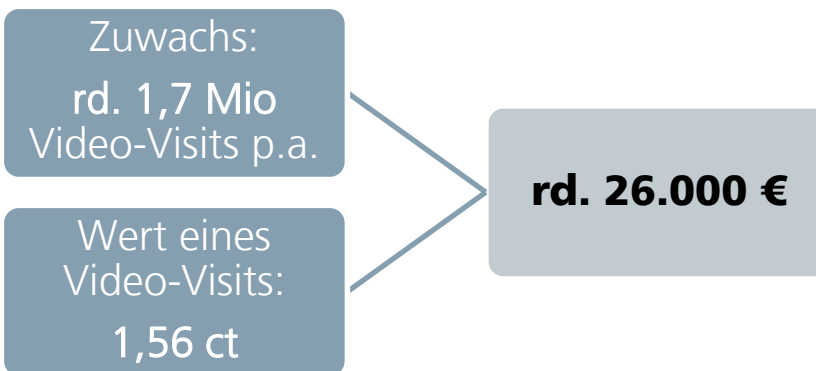 Zuwachs:
rd. 1,7 Mio
Video-Visits p.a.
Wert eines
Video-Visits:
1,56 ct
rd. 26.000 €